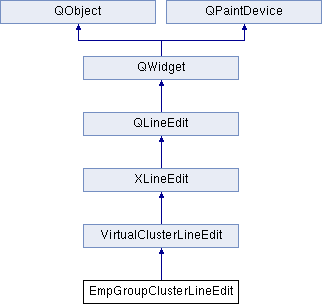 QObject
QPaintDevice
QWidget
QLineEdit
XLineEdit
VirtualClusterLineEdit
EmpGroupClusterLineEdit